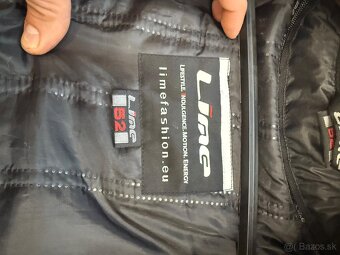 Lime
LIFESTYLE. INDULGENCE. MOTION. ENERGY
limefashion.eu
Lime
52
© bazos.sk